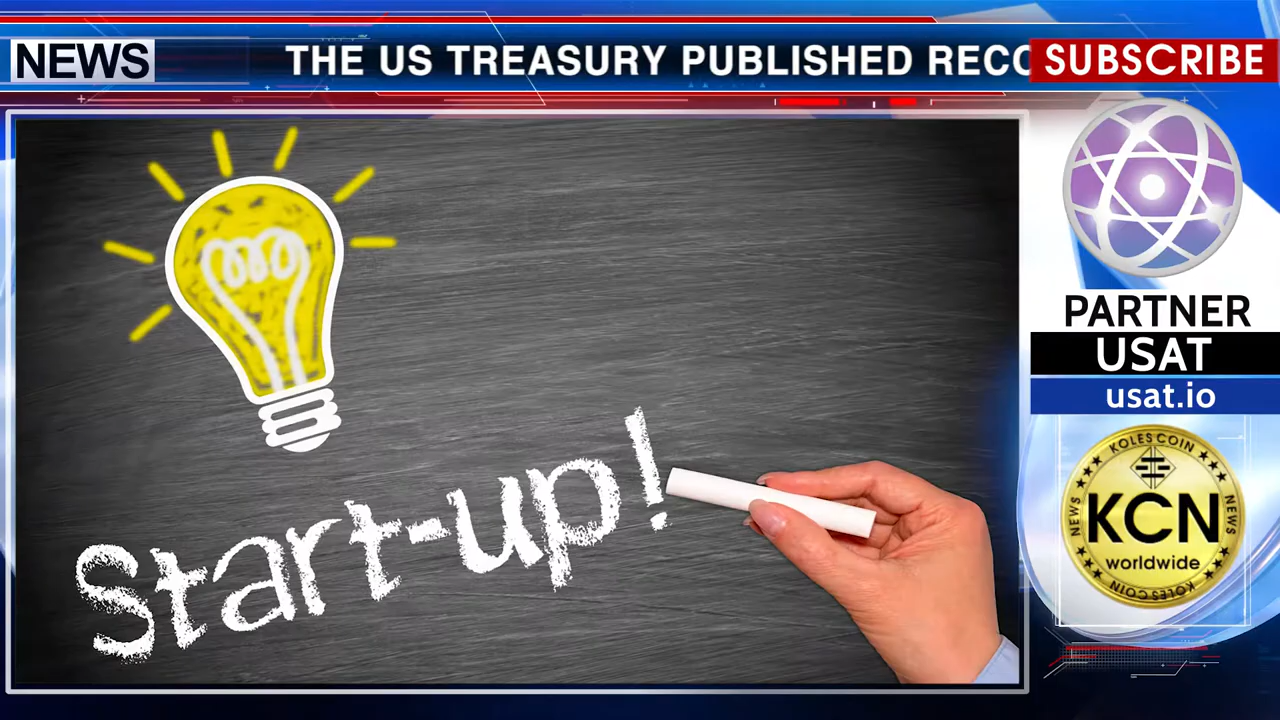 NEWS
THE US TREASURY PUBLISHED RECO
SUBSCRIBE
PARTNER
USAT
usat.io
Start-up!
KOLES COIN
NEWS
KCN
NEWS
worldwide
KOLES COIN